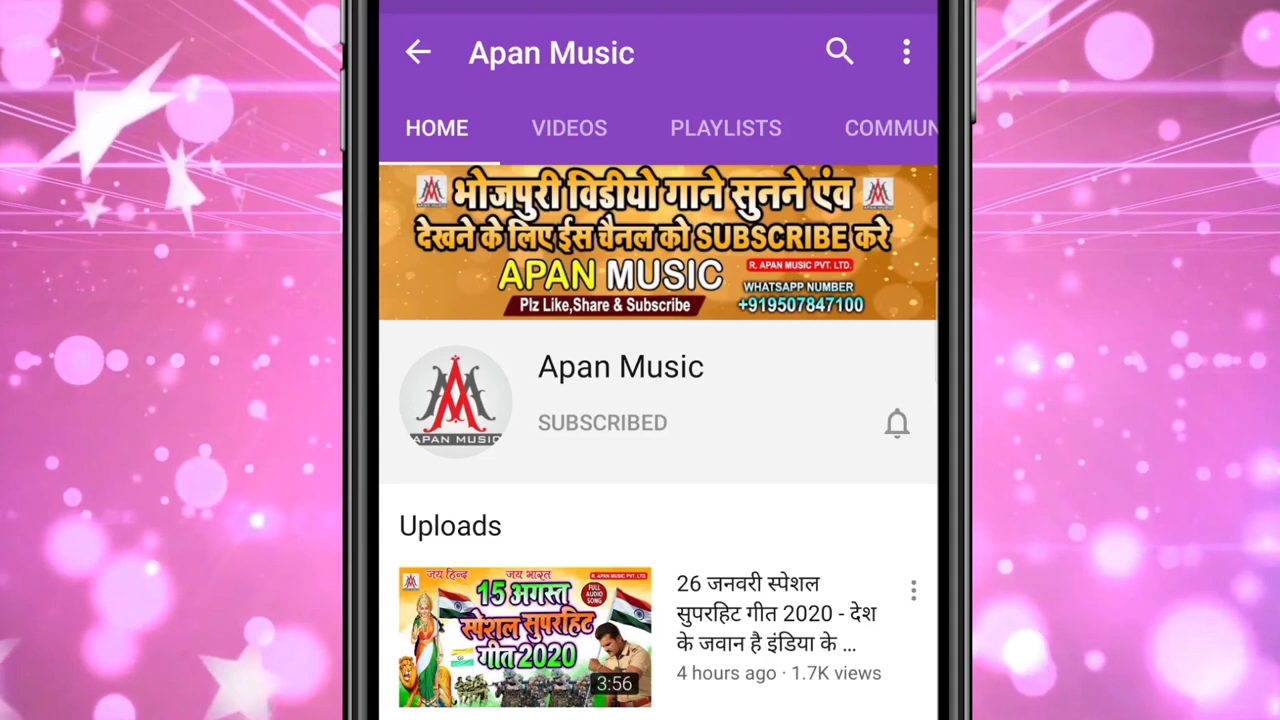 Apan Music
HOME VIDEOS PLAYLISTS COMMUN
भोजपुरी विडीयो गाने सुनने एंव
देखने के लिए ईस चैनल को SUBSCRIBE करे
APAN MUSIC
R. APAN MUSIC PVT. LTD.
WHATSAPP NUMBER
+919507847100
Plz Like,Share & Subscribe
Apan Music
SUBSCRIBED
APAN MUSIC
Uploads
जय हिन्द जय भारत
R. APAN MUSIC PVT. LTD
15 अगस्त
FULL
AUDIO
SONG
स्पेशल सुपरहिट
गीत 2020
3:56
26 जनवरी स्पेशल
सुपरहिट गीत 2020 - देश
के जवान है इंडिया के ...
4 hours ago · 1.7K views